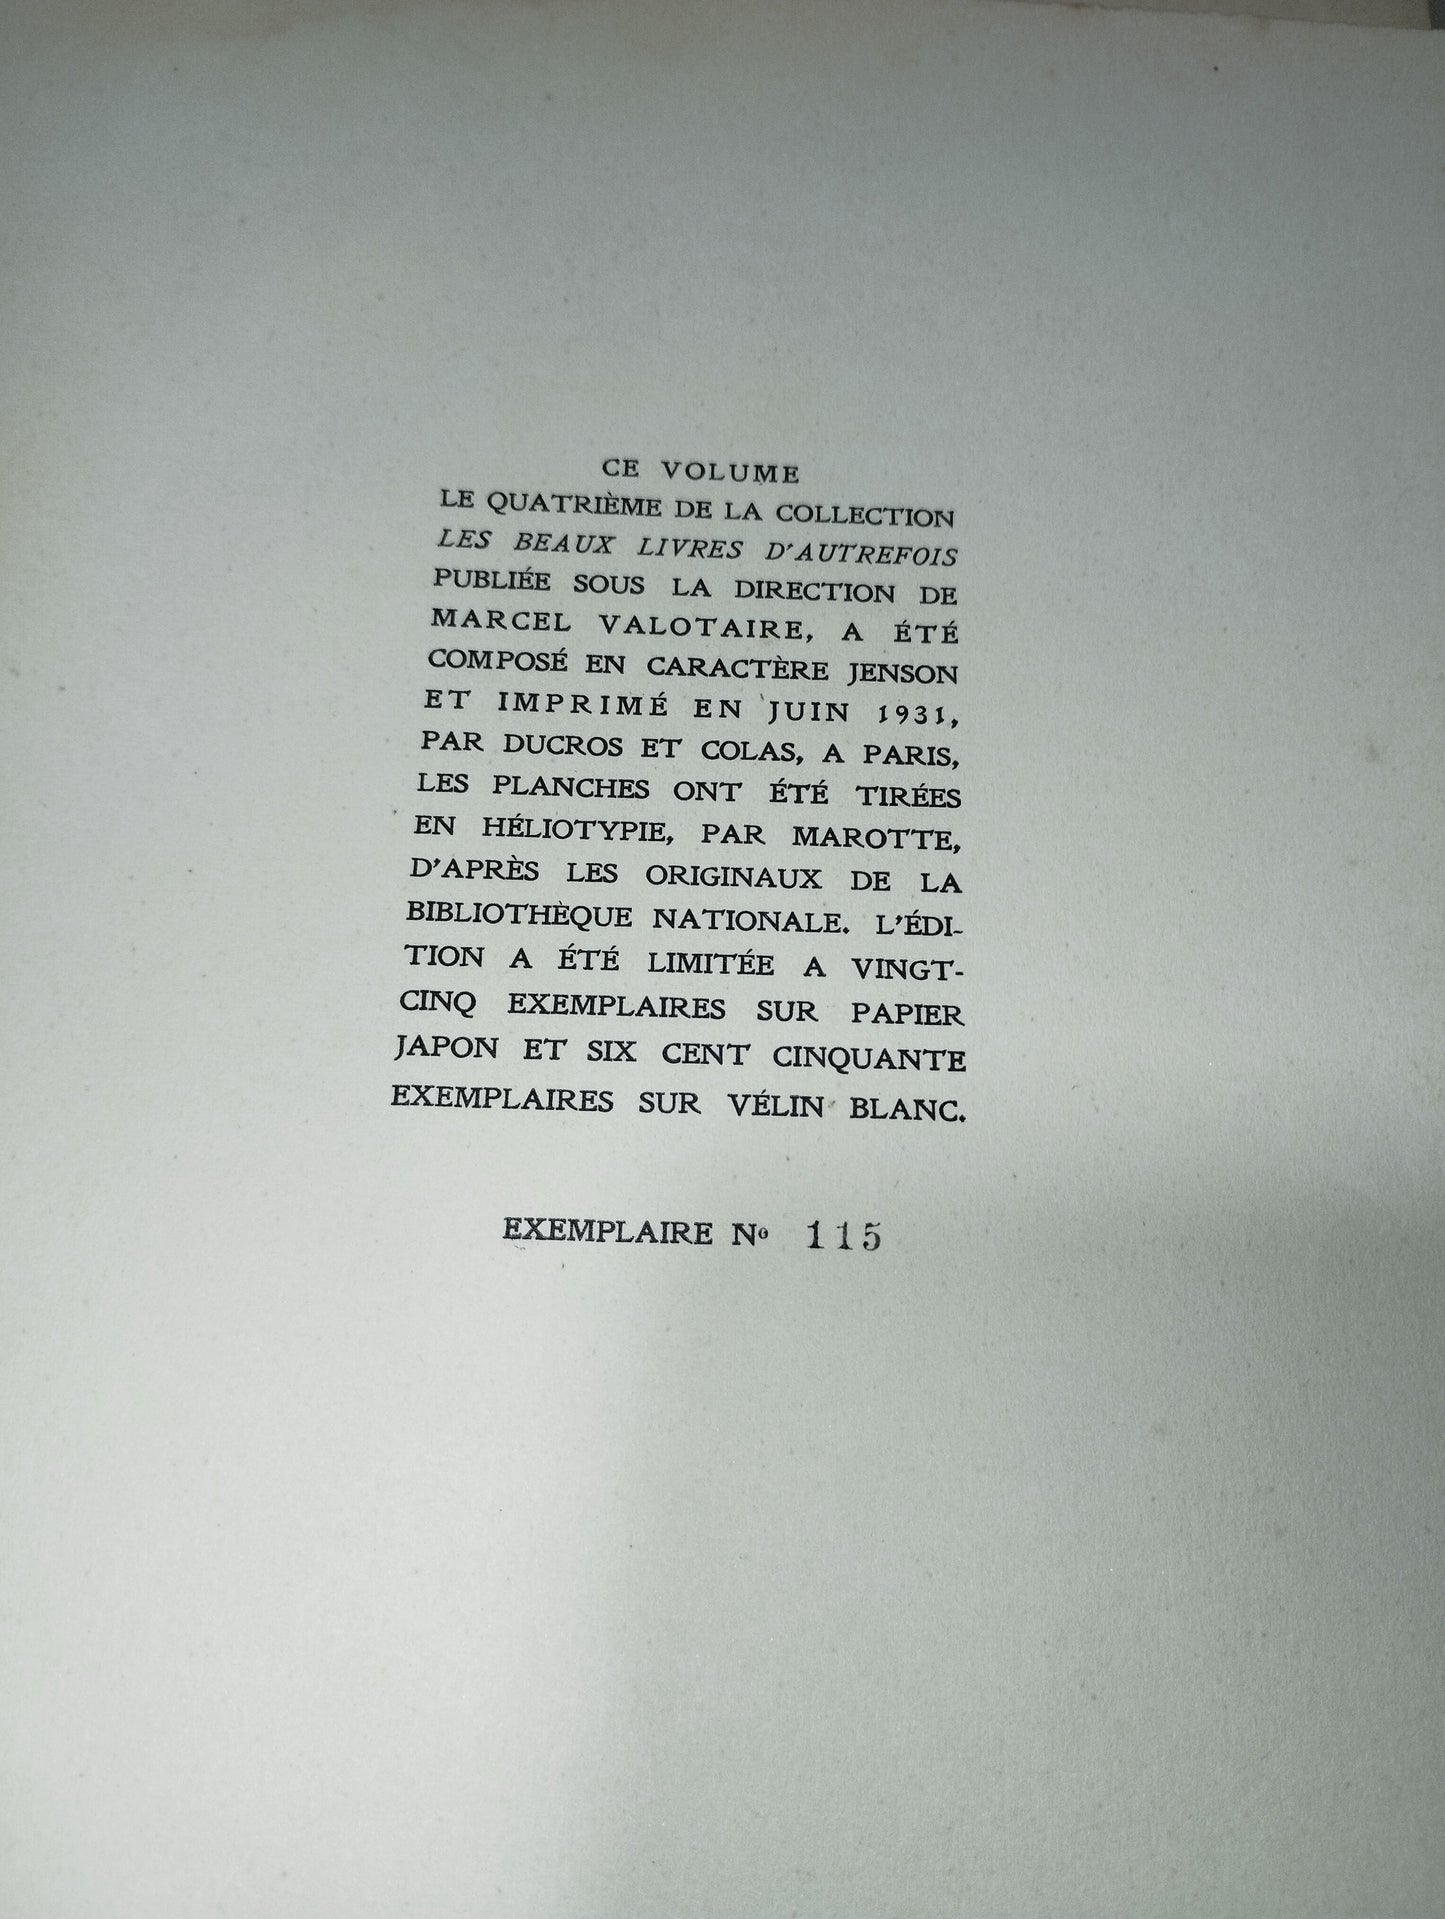 CE VOLUME
LE QUATRIÈME DE LA COLLECTION
LES BEAUX LIVRES D'AUTREFOIS
PUBLIÉE SOUS LA DIRECTION DE
MARCEL VALOTAIRE, A ÉTÉ
COMPOSÉ EN CARACTÈRE JENSON
ET IMPRIMÉ EN JUIN 1931,
PAR DUCROS ET COLAS, A PARIS,
LES PLANCHES ONT ÉTÉ TIRÉES
EN HÉLIOTYPIE, PAR MAROTTE,
D'APRÈS LES ORIGINAUX DE LA
BIBLIOTHÈQUE NATIONALE. L'ÉDI-
TION A ÉTÉ LIMITÉE A VINGT-
CINQ EXEMPLAIRES SUR PAPIER
JAPON ET SIX CENT CINQUANTE
EXEMPLAIRES SUR VÉLIN BLANC.
EXEMPLAIRE Nº 115